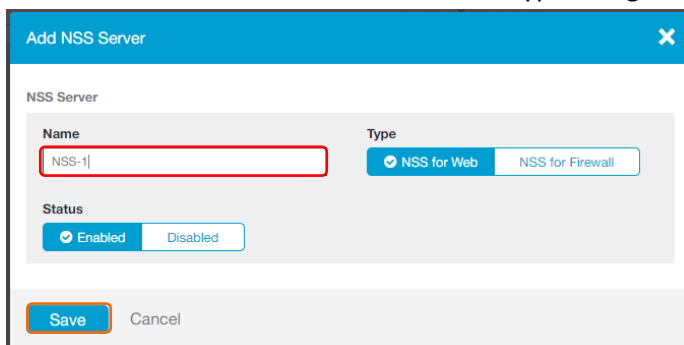 Add NSS Server
NSS Server
Name
Type
NSS-1
NSS for Web
NSS for Firewall
Status
Enabled
Disabled
Save
Cancel